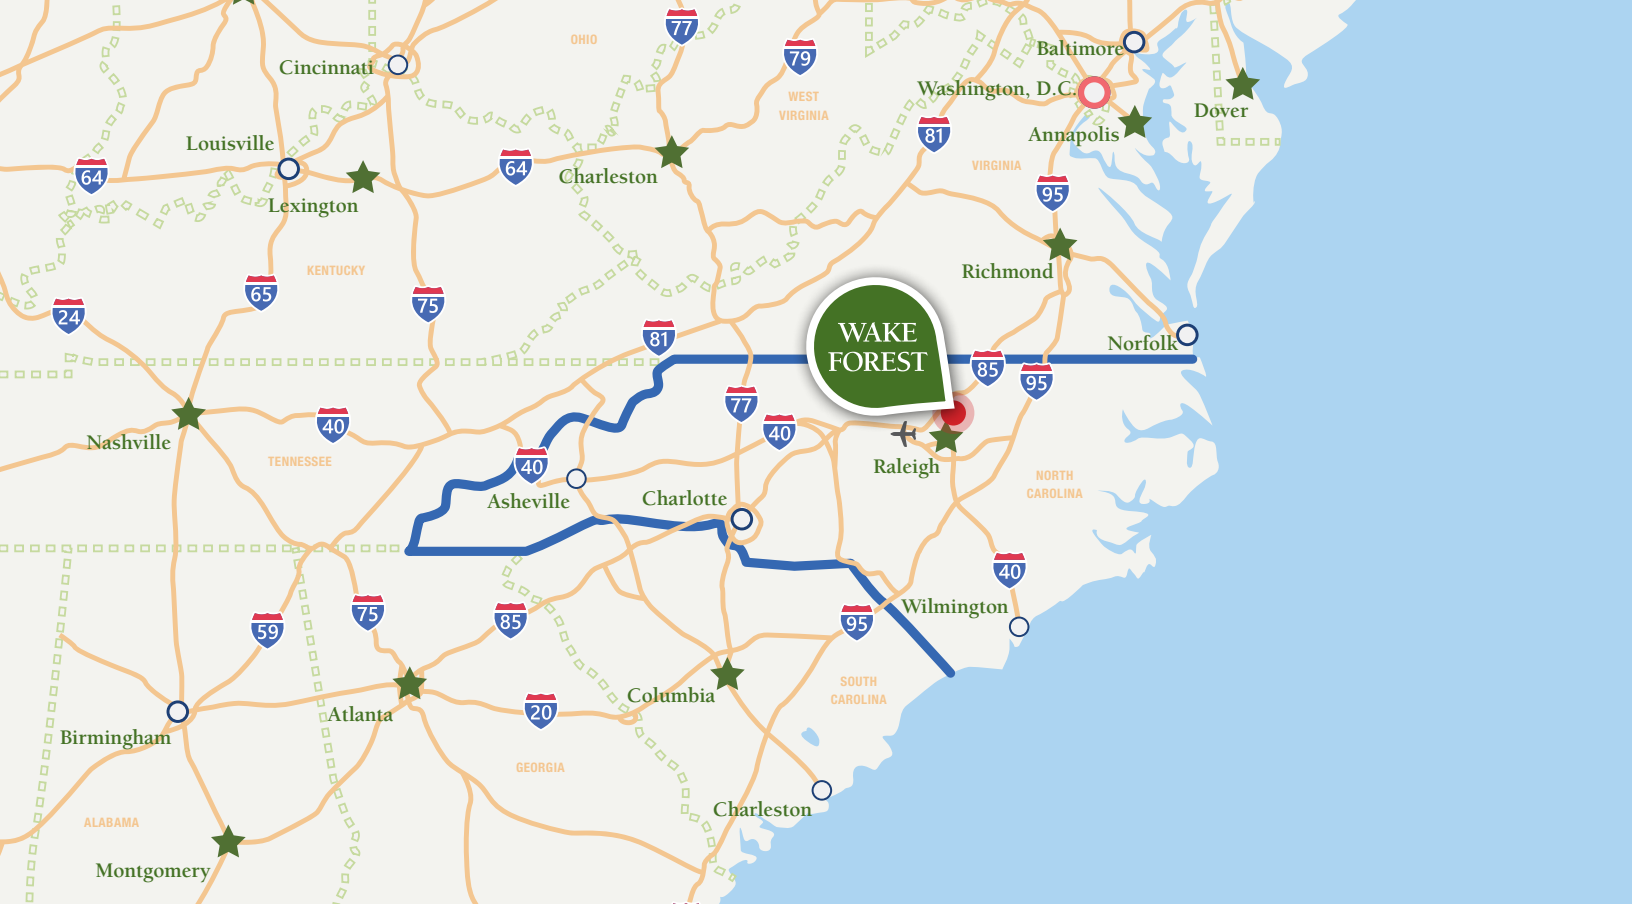 77
OHIO
Baltimore
79
Cincinnati
Washington, D.C.
WEST
VIRGINIA
Dover
81
Annapolis
Louisville
64
64
Charleston
VIRGINIA
95
Lexington
Richmond
KENTUCKY
65
75
24
81
WAKE
FOREST
Norfolk
85
95
77
40
40
Nashville
TENNESSEE
40
Raleigh
NORTH
CAROLINA
Asheville
Charlotte
40
59
75
85
95
Wilmington
Columbia
SOUTH
CAROLINA
Atlanta
20
Birmingham
GEORGIA
Charleston
ALABAMA
Montgomery